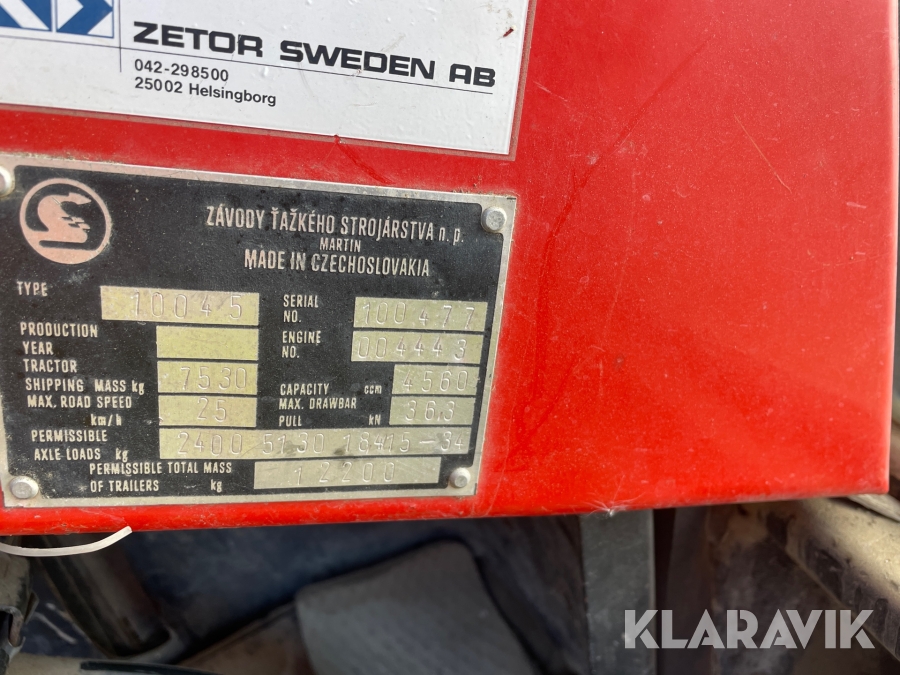 ZETOR SWEDEN AB
042-298500
25002 Helsingborg
ZÁVODY ŤAŽKÉHO STROJÁRSTVA n. p.
MARTIN
MADE IN CZECHOSLOVAKIA
TYPE 10045 SERIAL NO. 100477
PRODUCTION YEAR ENGINE NO. 004443
TRACTOR SHIPPING MASS kg 7530 CAPACITY ccm 4560
MAX. ROAD SPEED km/h 25 MAX. DRAWBAR PULL kN 36,3
PERMISSIBLE AXLE LOADS kg 2400 5130 18415-34
PERMISSIBLE TOTAL MASS OF TRAILERS kg 12200
KLARAVIK